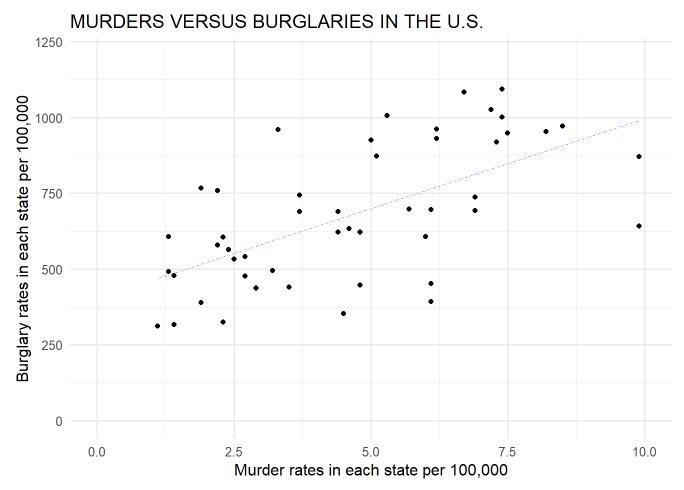 MURDERS VERSUS BURGLARIES IN THE U.S.
1250
1000
750
500
250
0
Burglary rates in each state per 100,000
0.0 2.5 5.0 7.5 10.0
Murder rates in each state per 100,000